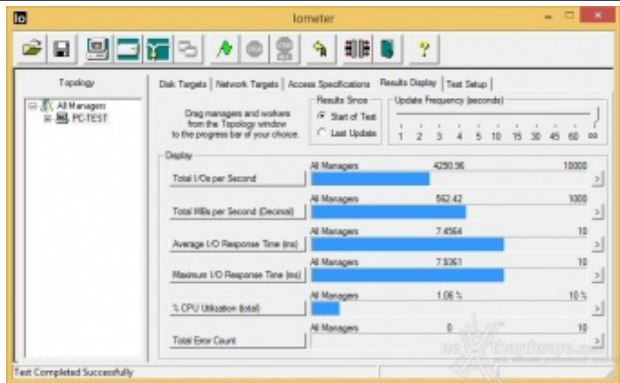 Iometer
Topology
All Managers
PC-TEST
Disk Targets Network Targets Access Specifications Results Display Test Setup
Drag managers and workers
from the Topology window
to the progress bar of your choice.
Results Since
Start of Test
Last Update
Update Frequency (seconds)
1 2 3 4 5 10 15 30 45 60 ∞
Display
All Managers 4290.96 10000
Total I/Os per Second >
All Managers 562.42 1000
Total MBs per Second (Decimal) >
All Managers 7.4564 10
Average I/O Response Time (ms) >
All Managers 7.9361 10
Maximum I/O Response Time (ms) >
All Managers 1.06 % 10 %
% CPU Utilization (total) >
All Managers 0 10
Total Error Count >
Test Completed Successfully